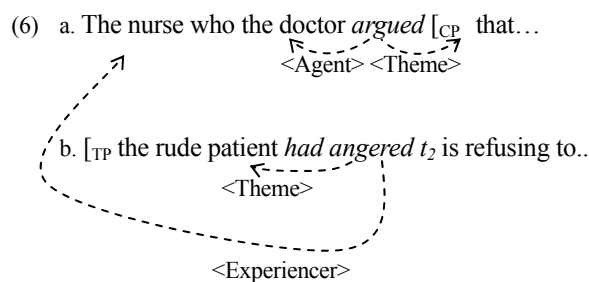 (6) a. The nurse who the doctor argued [CP that…
<Agent> <Theme>
b. [TP the rude patient had angered t2 is refusing to..
<Theme>
<Experiencer>